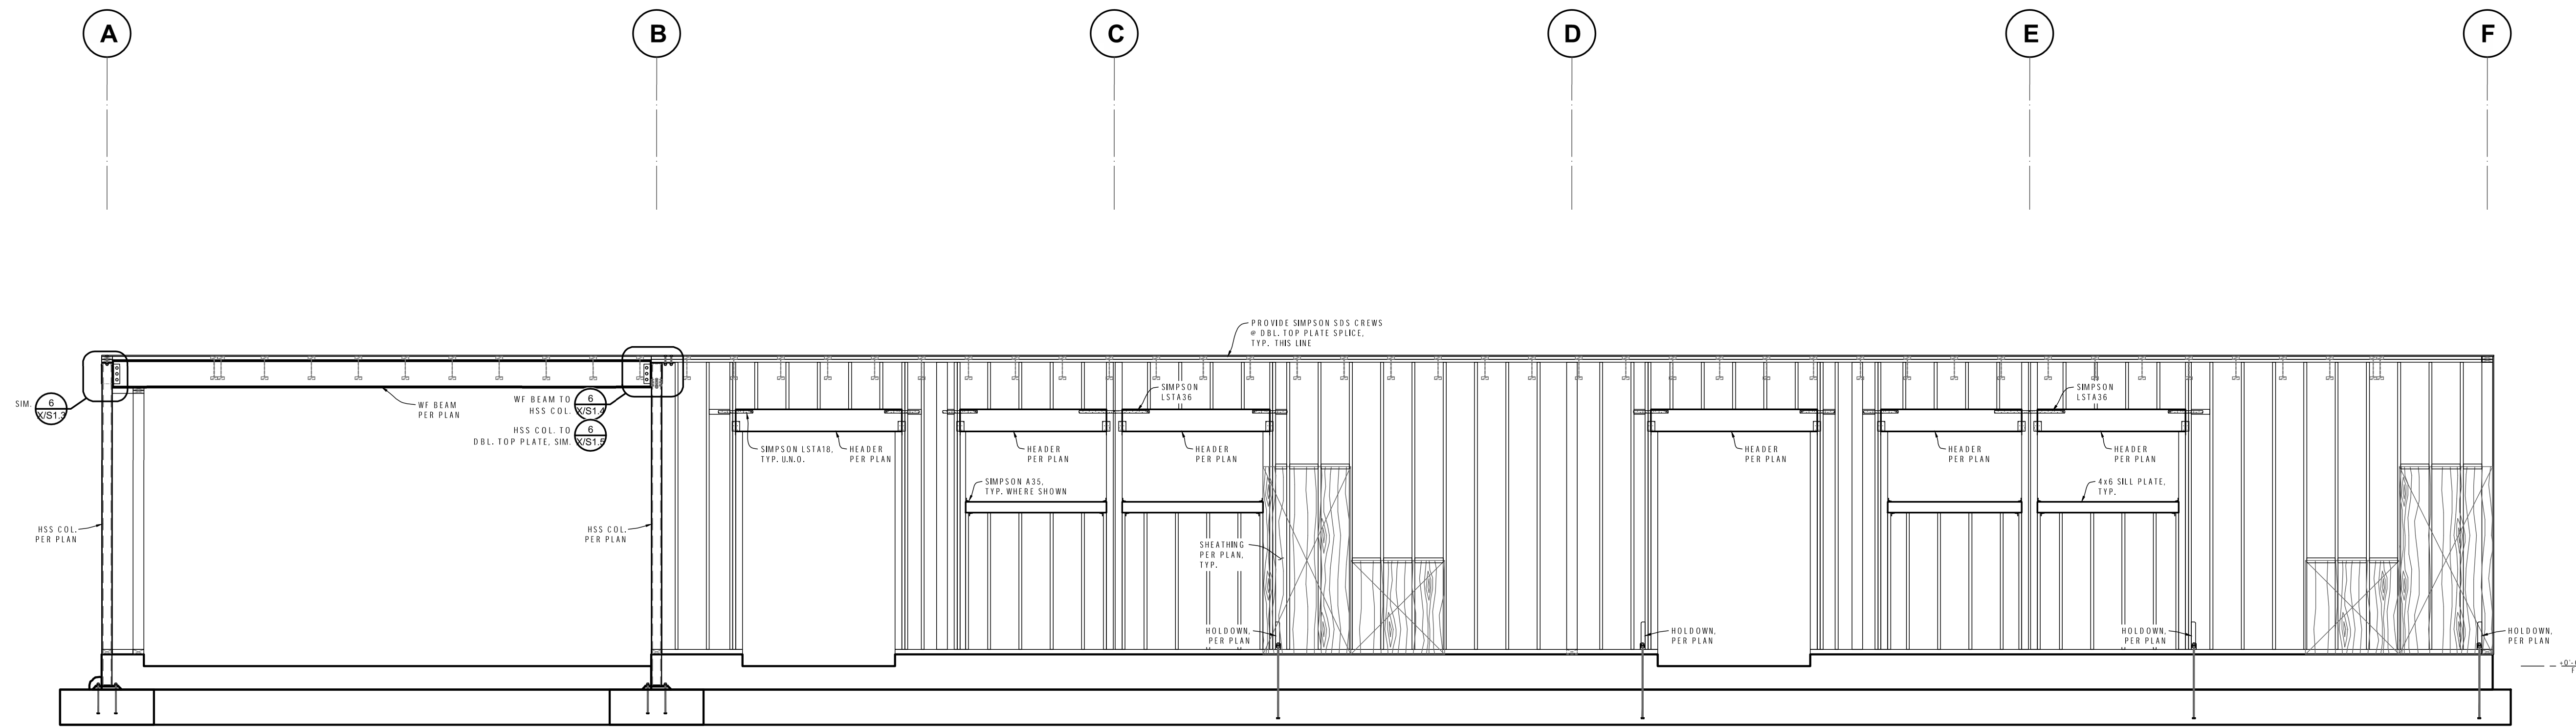 A
B
C
D
E
F
PROVIDE SIMPSON SDS CREWS
@ DBL. TOP PLATE SPLICE,
TYP. THIS LINE
SIM.
6
X/S1.3
WF BEAM
PER PLAN
WF BEAM TO
HSS COL.
6
X/S1.4
HSS COL. TO
DBL. TOP PLATE, SIM.
6
X/S1.5
SIMPSON
LSTA36
SIMPSON
LSTA36
SIMPSON LSTA18,
TYP. U.N.O.
HEADER
PER PLAN
HEADER
PER PLAN
HEADER
PER PLAN
HEADER
PER PLAN
HEADER
PER PLAN
HEADER
PER PLAN
SIMPSON A35,
TYP. WHERE SHOWN
4x6 SILL PLATE,
TYP.
HSS COL.
PER PLAN
HSS COL.
PER PLAN
SHEATHING
PER PLAN,
TYP.
HOLDOWN,
PER PLAN
HOLDOWN,
PER PLAN
HOLDOWN,
PER PLAN
HOLDOWN,
PER PLAN